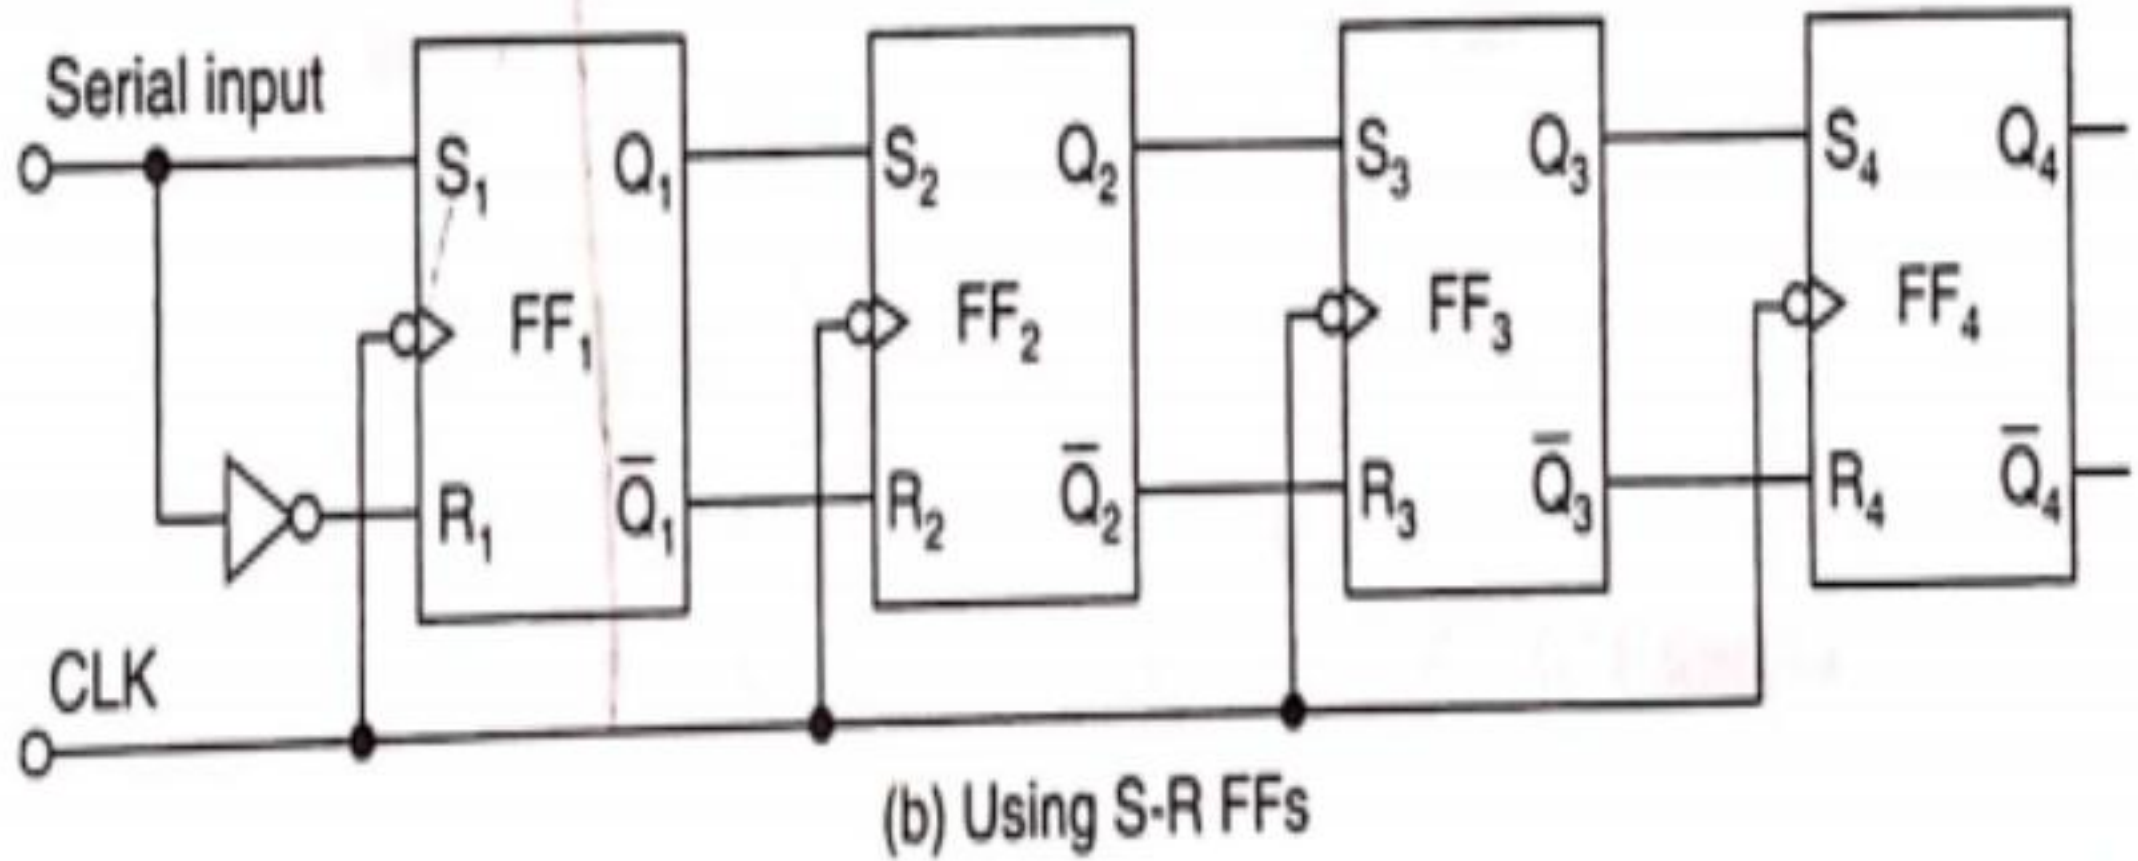 Serial input
S₁ Q₁ S₂ Q₂ S₃ Q₃ S₄ Q₄
FF₁ FF₂ FF₃ FF₄
R₁ Q̅₁ R₂ Q̅₂ R₃ Q̅₃ R₄ Q̅₄
CLK
(b) Using S-R FFs